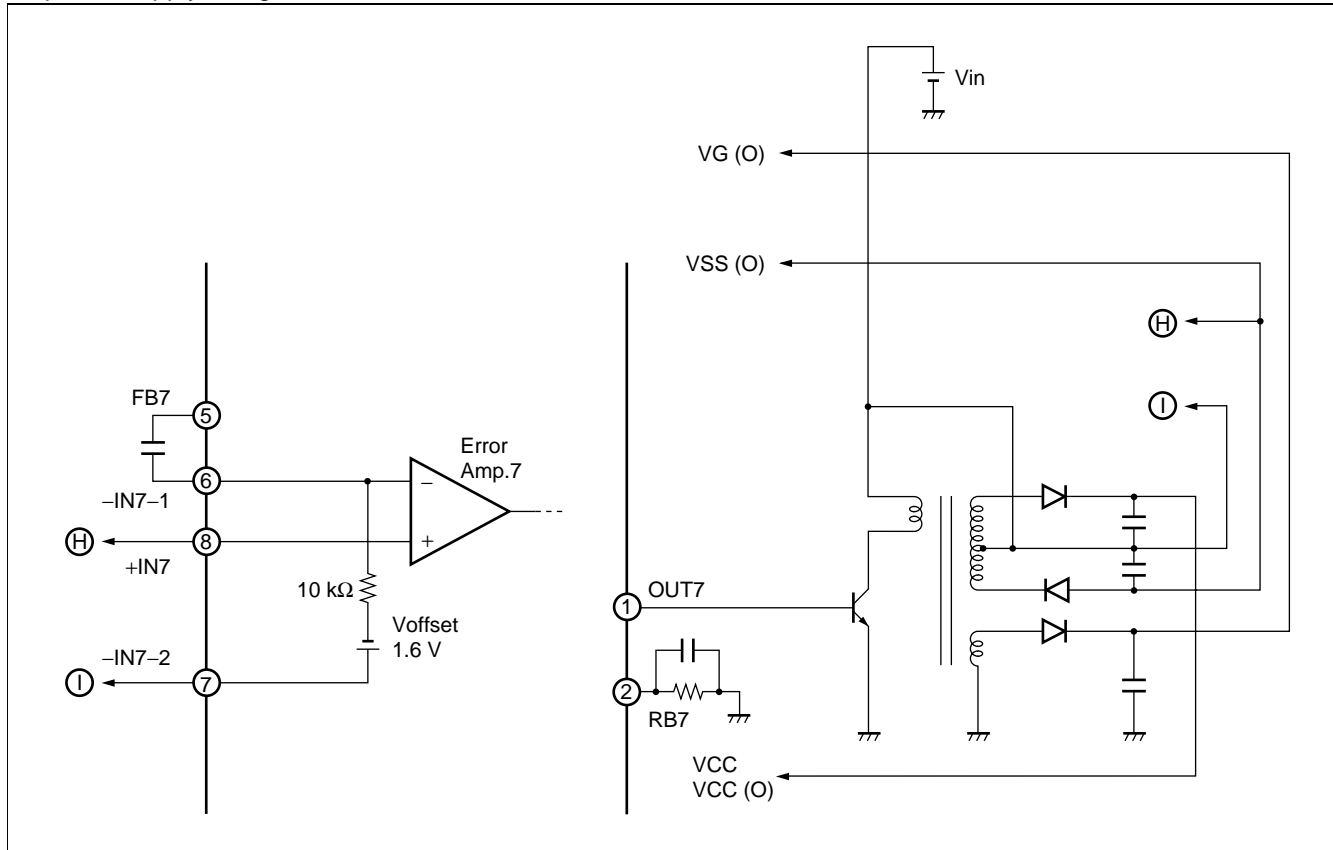 Vin
VG (O)
VSS (O)
H
I
FB7
5
6
−IN7−1
Error
Amp.7
−
+
H
8
+IN7
10 kΩ
Voffset
1.6 V
−IN7−2
I
7
1
OUT7
2
RB7
VCC
VCC (O)